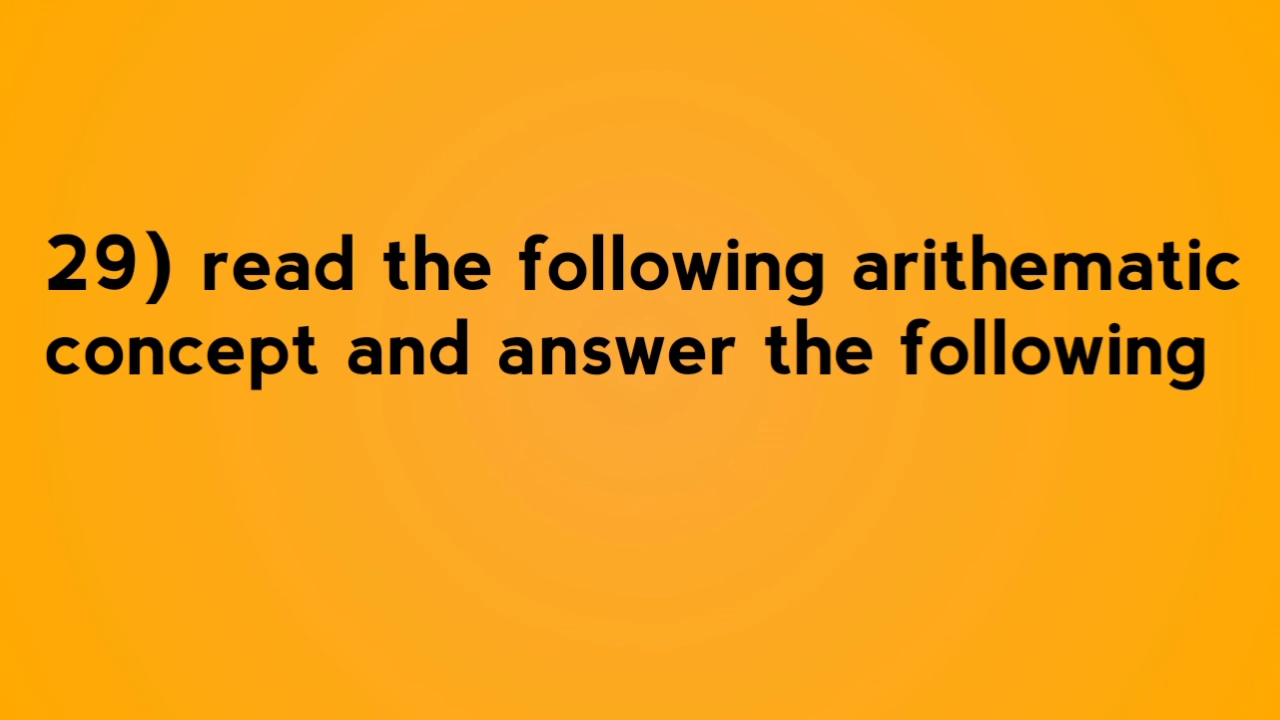 29) read the following arithematic
concept and answer the following